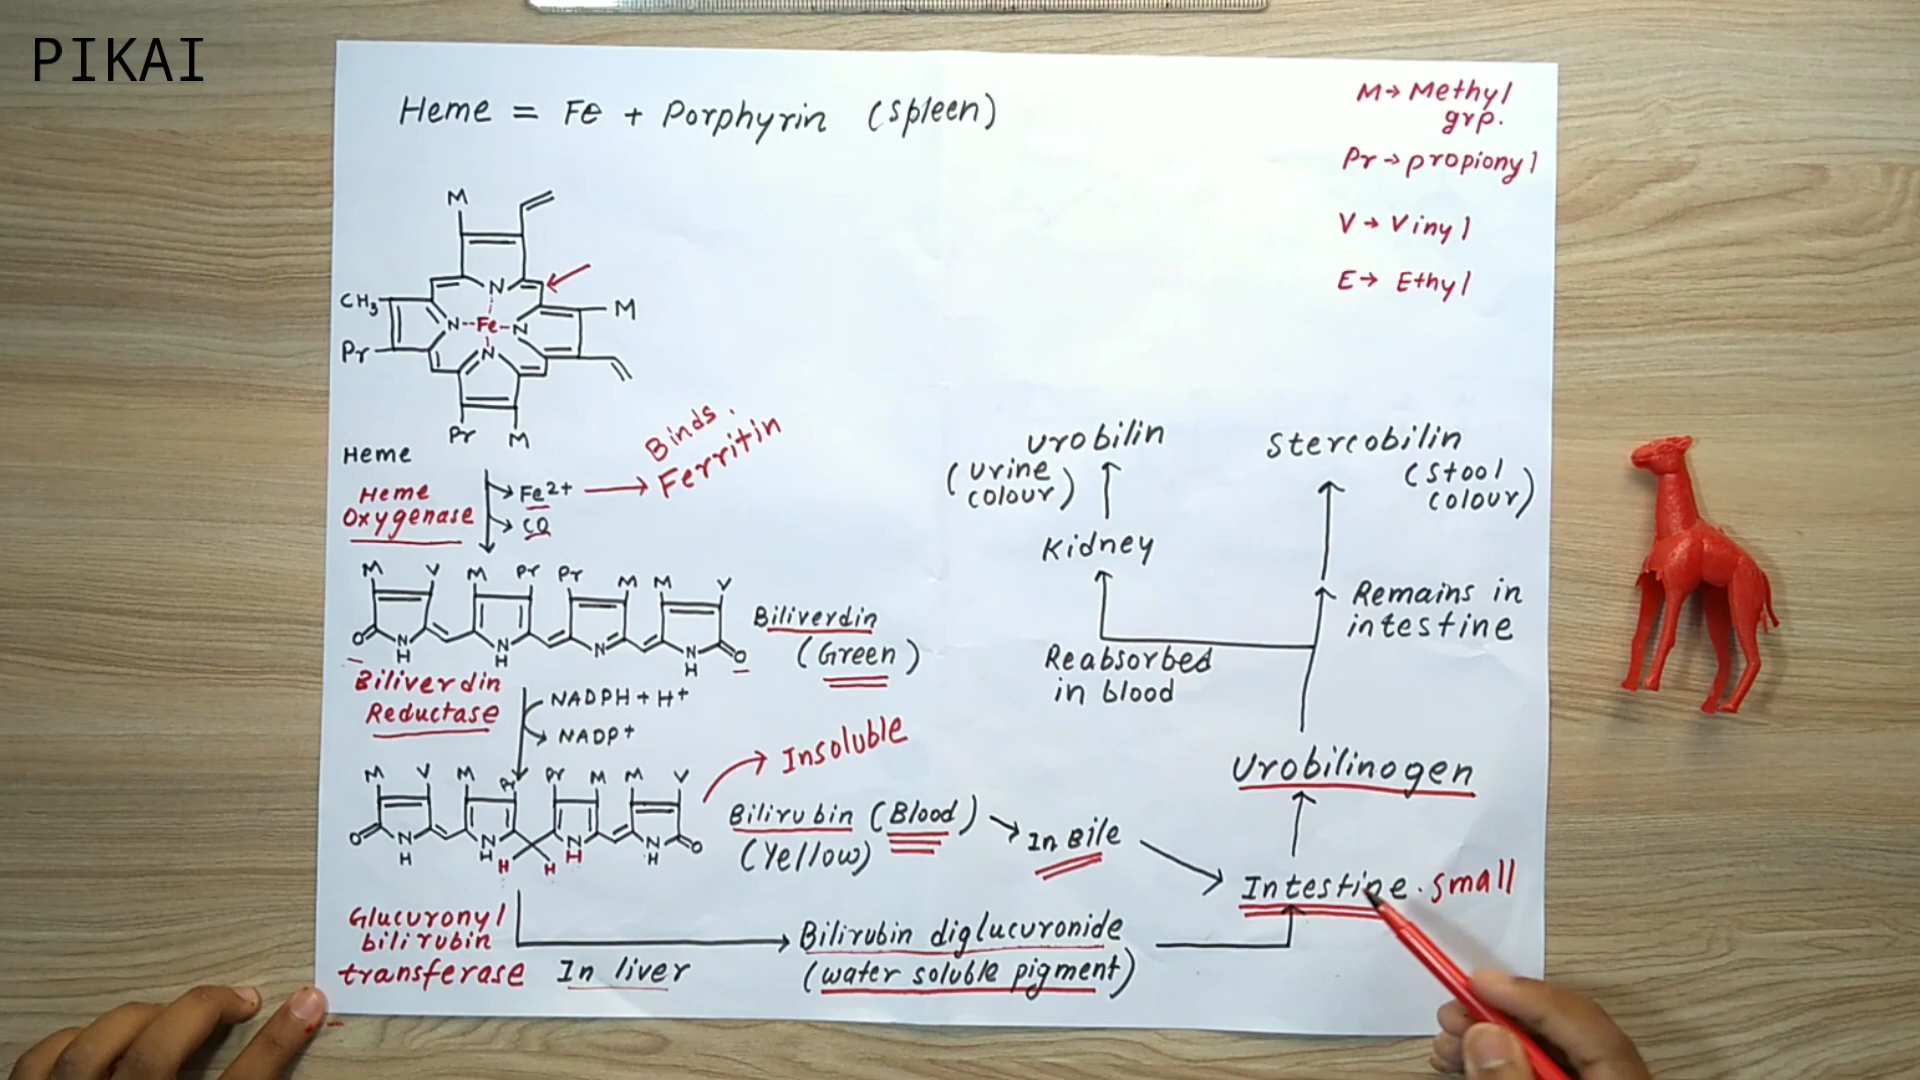 PIKAI
Heme = Fe + Porphyrin (spleen)
M→ Methyl
grp.
Pr → propionyl
V → Vinyl
E → Ethyl
M
N
CH3
M
N--Fe-N
N
Pr
Pr
M
Heme
Heme
Oxygenase
Fe2+
CO
Binds
Ferritin
M V M Pr Pr M M V
O N H N H N N H O
Biliverdin
(Green)
Biliverdin
Reductase
NADPH + H+
NADP+
Insoluble
M V M Pr Pr M M V
O N H N H H H N H N H O
Bilirubin (Blood)
(Yellow)
In Bile
Glucuronyl
bilirubin
transferase
In liver
Bilirubin diglucuronide
(water soluble pigment)
Intestine. small
Urobilinogen
Reabsorbed
in blood
Remains in
intestine
Kidney
Urobilin
(Urine
colour)
Stercobilin
(Stool
colour)